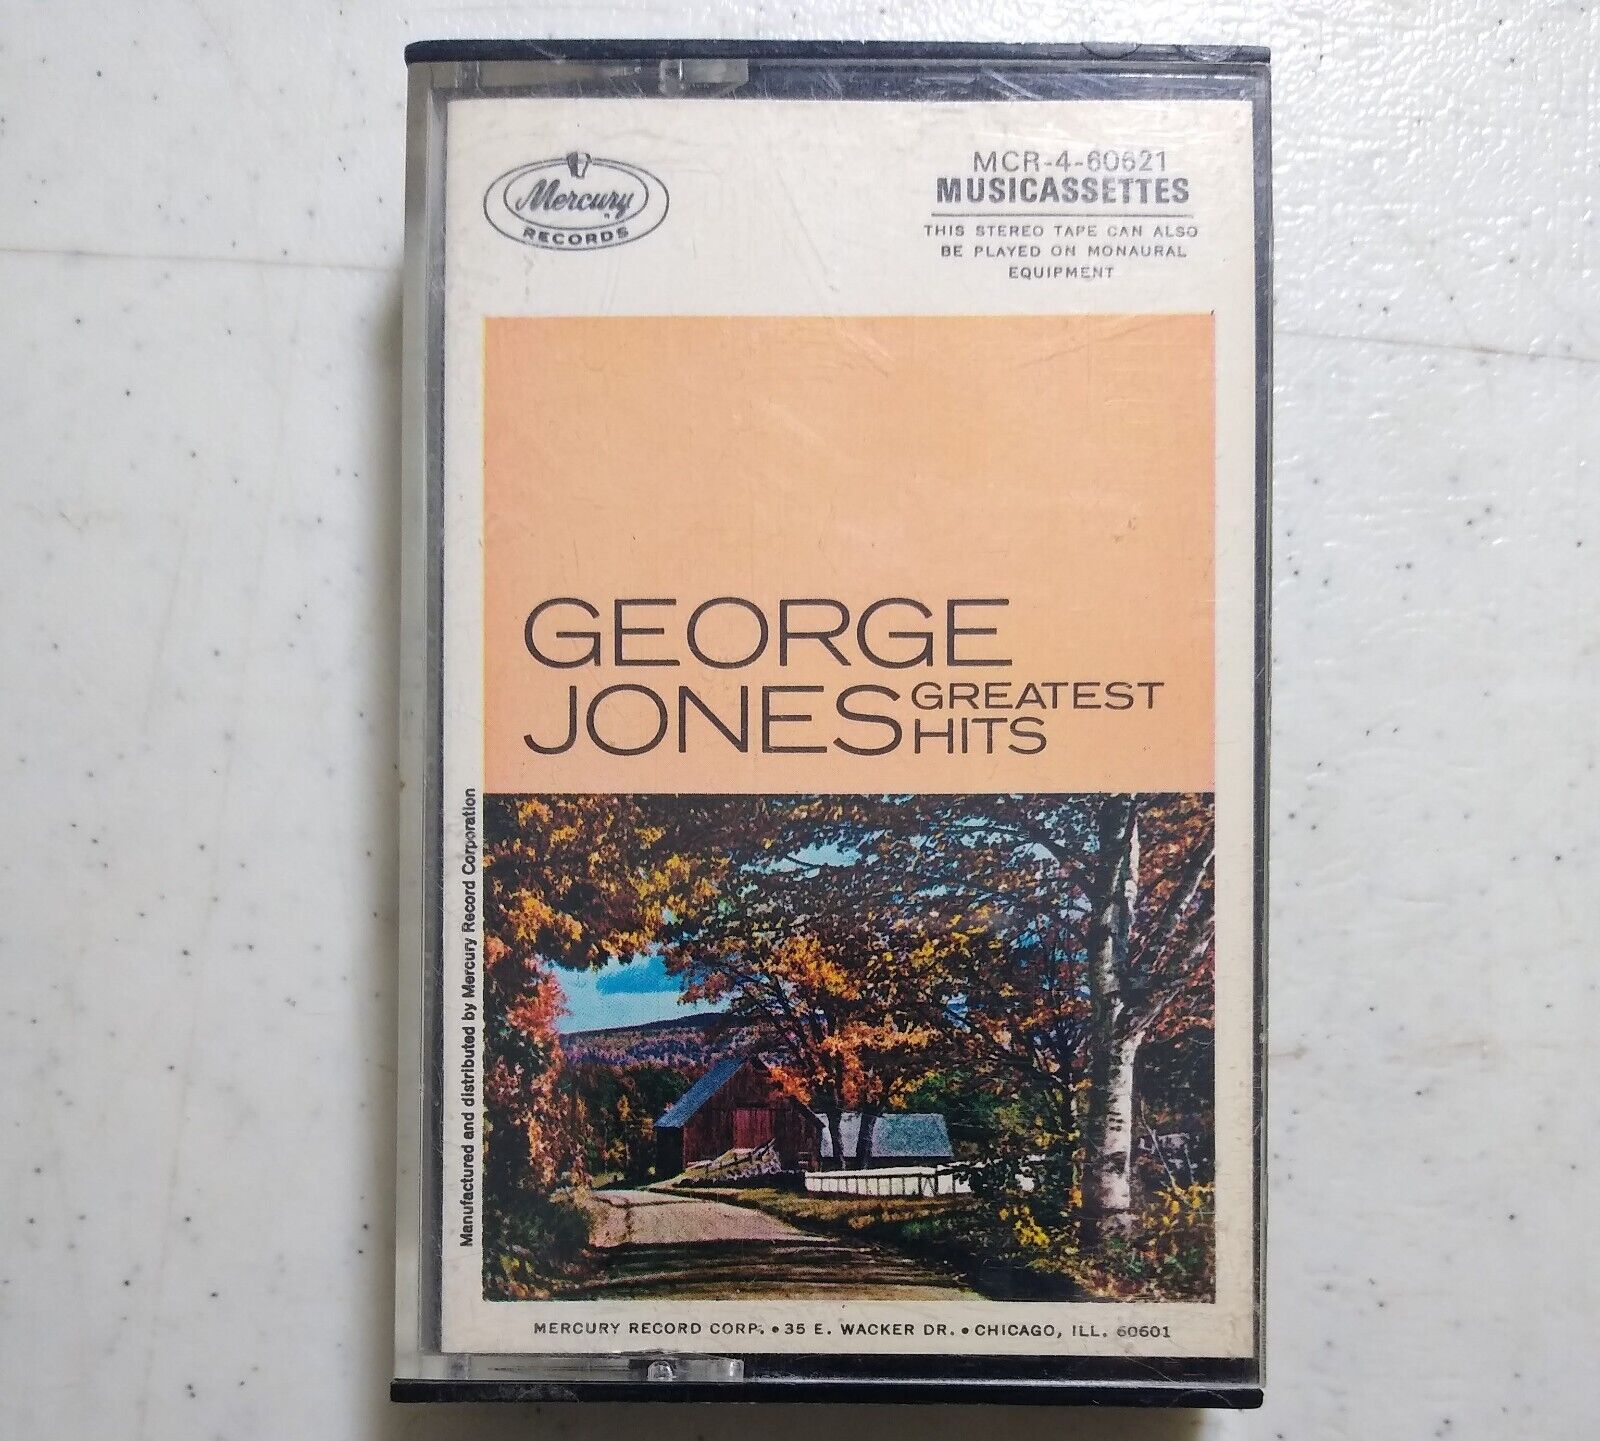 Mercury
RECORDS
MCR-4-60621
MUSICASSETTES
THIS STEREO TAPE CAN ALSO
BE PLAYED ON MONAURAL
EQUIPMENT
GEORGE
JONES GREATEST
HITS
Manufactured and distributed by Mercury Record Corporation
MERCURY RECORD CORP. • 35 E. WACKER DR. • CHICAGO, ILL. 60601